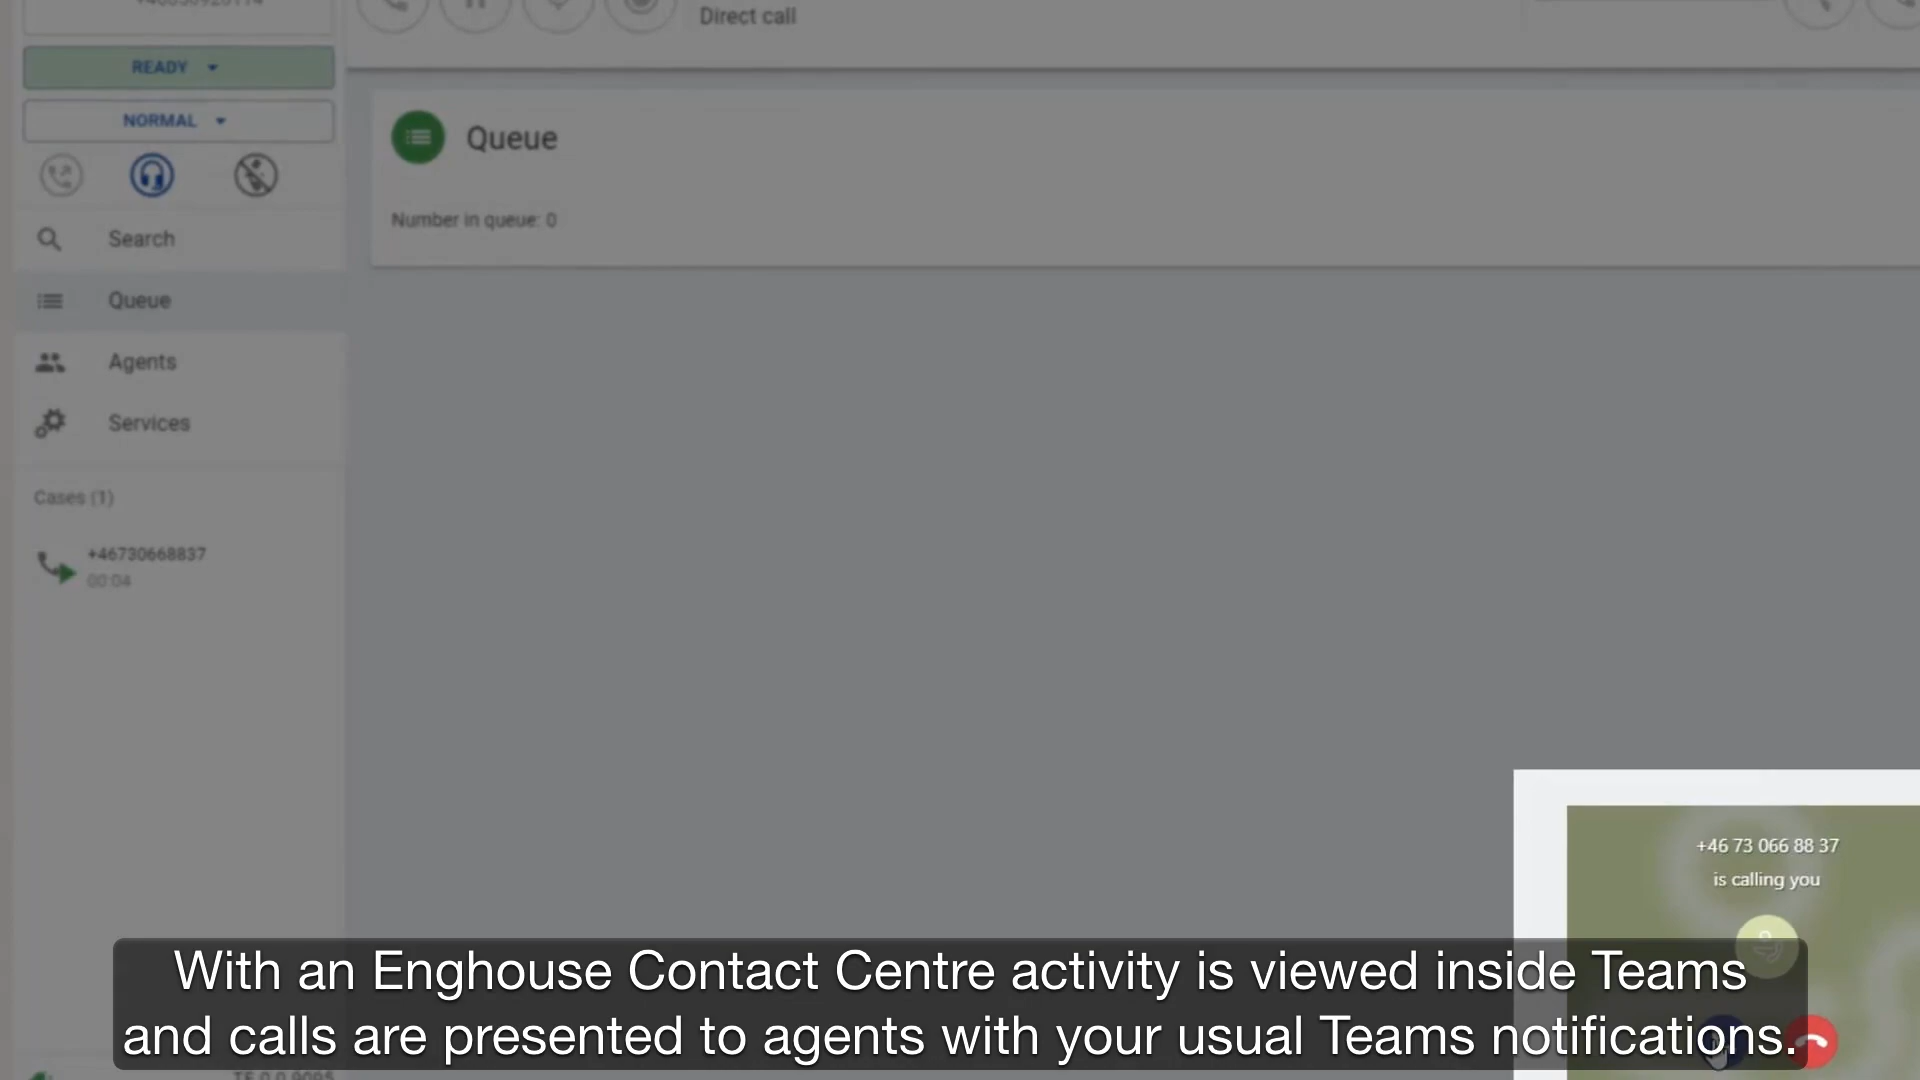 Direct call
READY
NORMAL
Queue
Number in queue: 0
Search
Queue
Agents
Services
Cases (1)
+46730668837
00:04
+46 73 066 88 37
is calling you
With an Enghouse Contact Centre activity is viewed inside Teams
and calls are presented to agents with your usual Teams notifications.